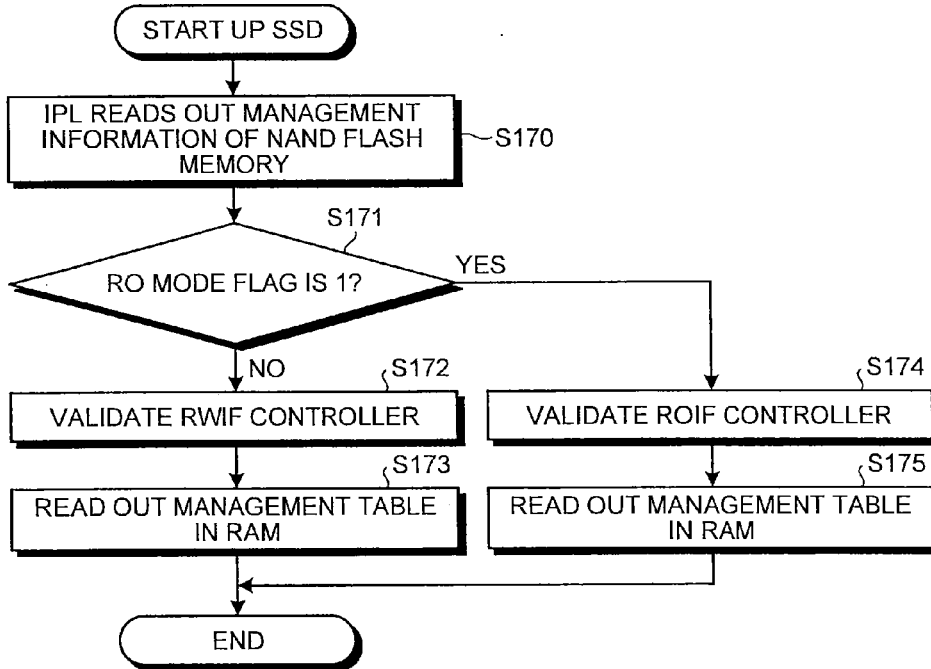 START UP SSD
IPL READS OUT MANAGEMENT
INFORMATION OF NAND FLASH
MEMORY
S170
S171
RO MODE FLAG IS 1?
YES
NO
S172
VALIDATE RWIF CONTROLLER
S173
READ OUT MANAGEMENT TABLE
IN RAM
S174
VALIDATE ROIF CONTROLLER
S175
READ OUT MANAGEMENT TABLE
IN RAM
END